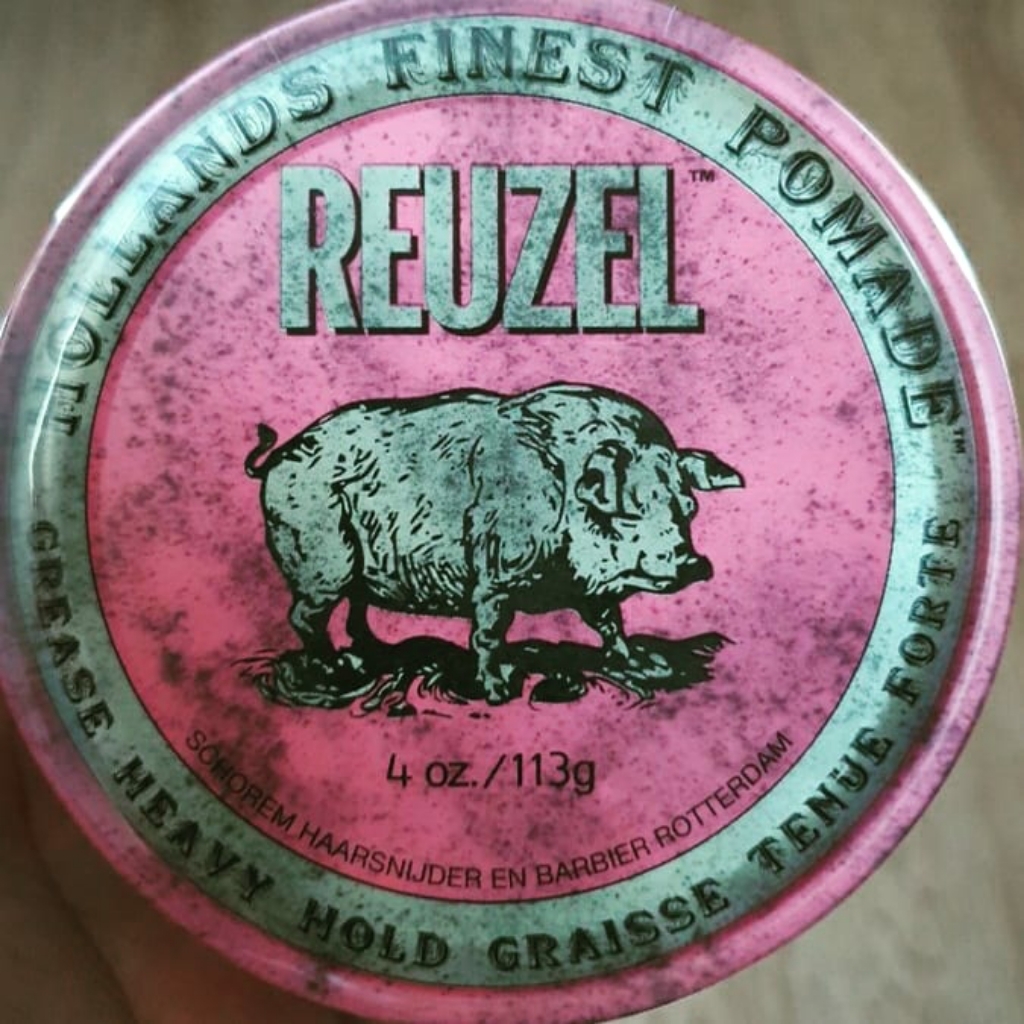 HOLLANDS FINEST POMADE™
REUZEL™
4 oz./113g
SCHOREM HAARSNIJDER EN BARBIER ROTTERDAM
GREASE HEAVY HOLD GRAISSE TENUE FORTE